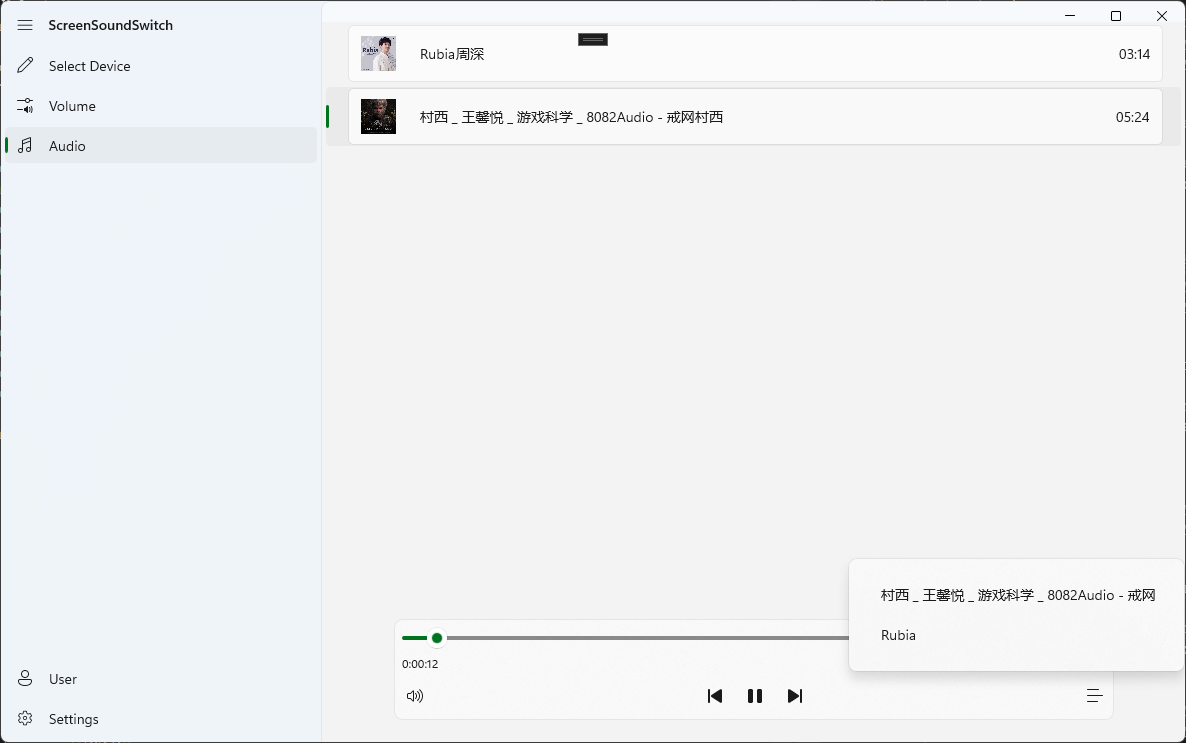 ScreenSoundSwitch
Select Device
Volume
Audio
User
Settings
Rubia周深
03:14
村西 _ 王馨悦 _ 游戏科学 _ 8082Audio - 戒网村西
05:24
村西 _ 王馨悦 _ 游戏科学 _ 8082Audio - 戒网
Rubia
0:00:12